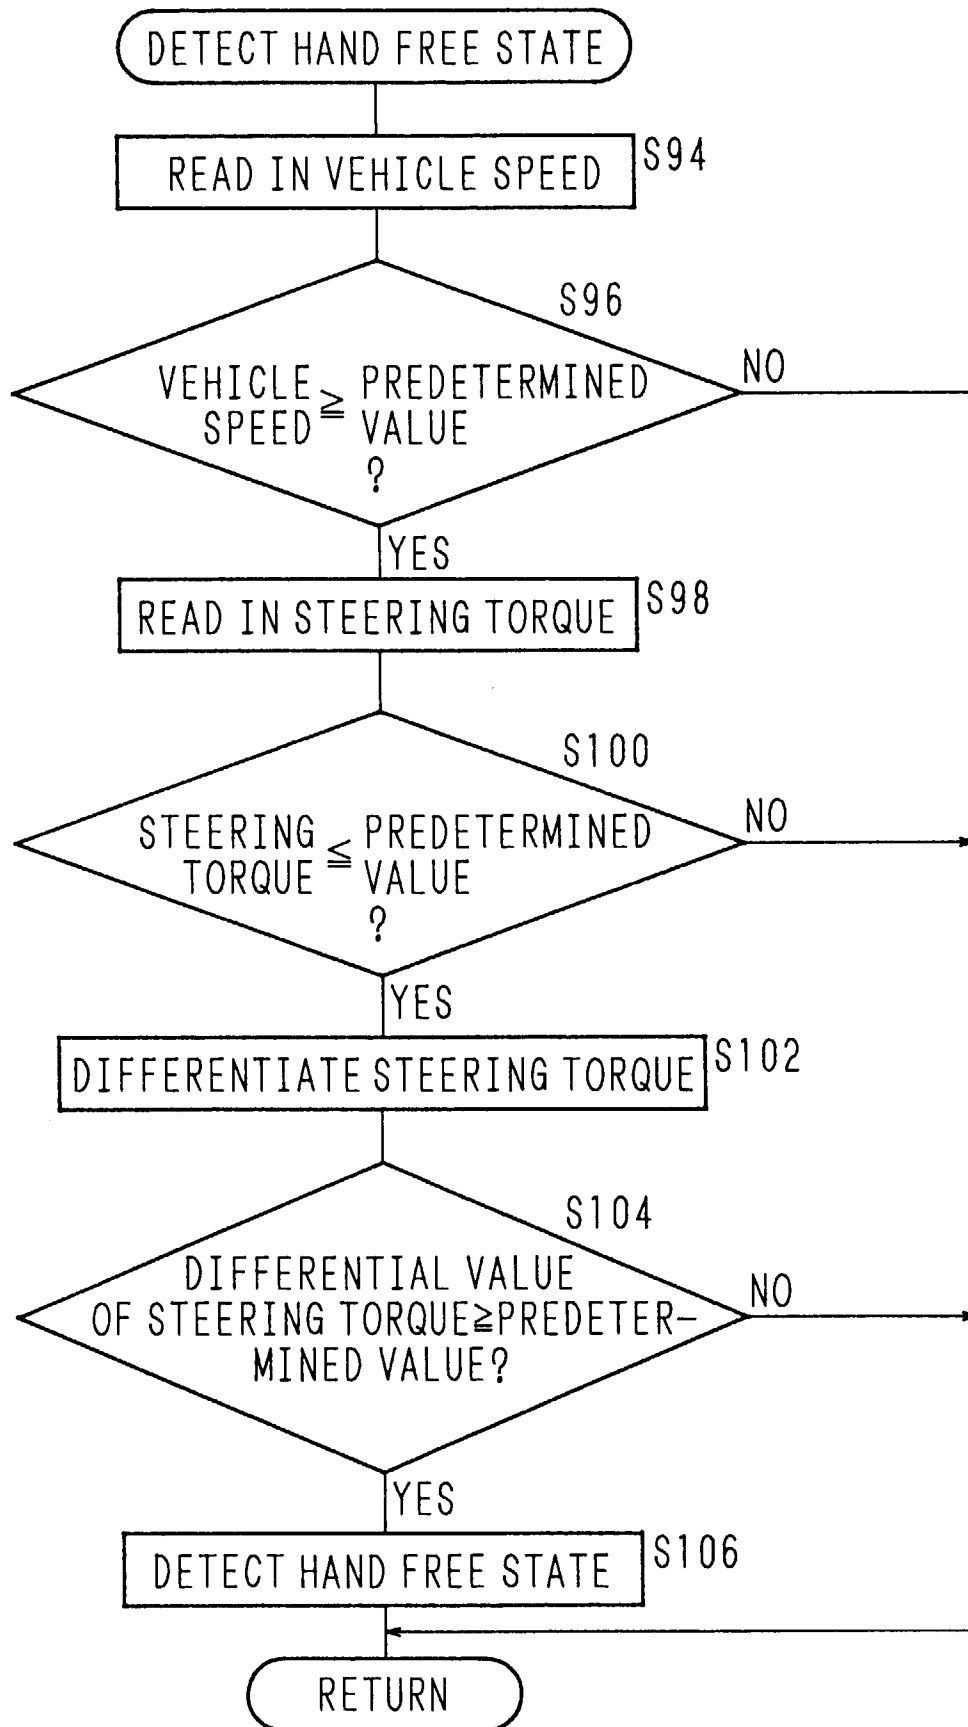 DETECT HAND FREE STATE
READ IN VEHICLE SPEED
S94
S96
VEHICLE ≧ PREDETERMINED
SPEED VALUE
?
NO
YES
READ IN STEERING TORQUE
S98
S100
STEERING ≦ PREDETERMINED
TORQUE VALUE
?
NO
YES
DIFFERENTIATE STEERING TORQUE
S102
S104
DIFFERENTIAL VALUE
OF STEERING TORQUE≧PREDETER-
MINED VALUE?
NO
YES
DETECT HAND FREE STATE
S106
RETURN